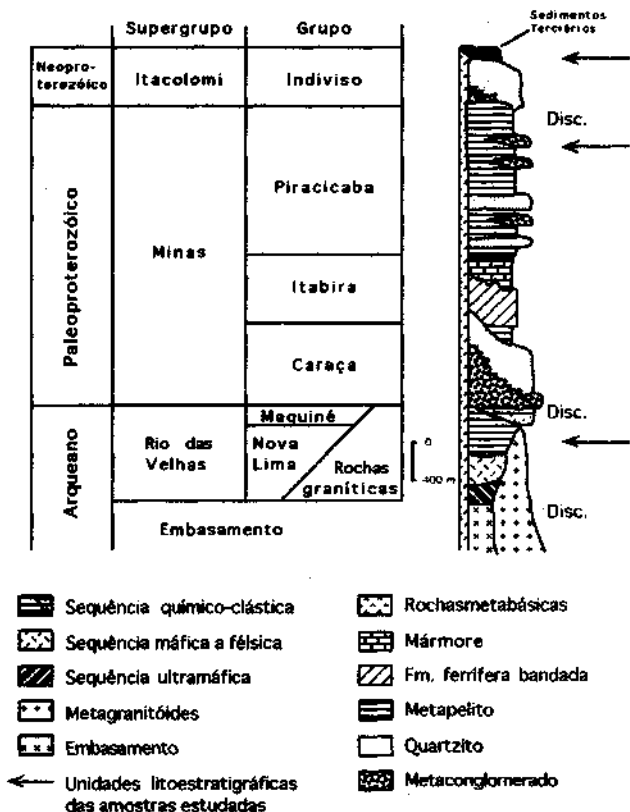 Supergrupo
Grupo
Sedimentos
Terciários
Neopro-
terozóico
Itacolomi
Indiviso
Disc.
Paleoproterozóico
Minas
Piracicaba
Itabira
Caraça
Disc.
Arqueano
Rio das
Velhas
Maquiné
Nova
Lima
Rochas
graníticas
0
400 m
Embasamento
Disc.
Sequência químico-clástica
Sequência máfica a félsica
Sequência ultramáfica
Metagranitóides
Embasamento
Unidades litoestratigráficas
das amostras estudadas
Rochasmetabásicas
Mármore
Fm. ferrífera bandada
Metapelito
Quartzito
Metaconglomerado